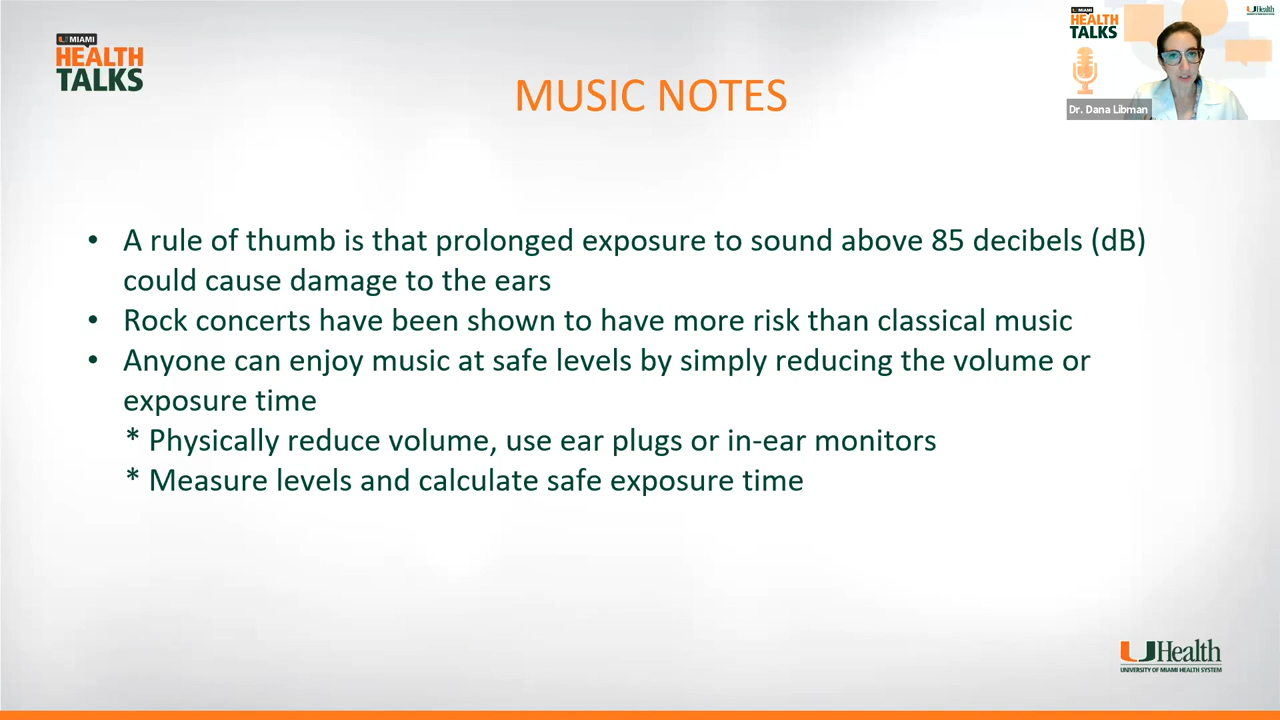 U MIAMI
HEALTH
TALKS
MUSIC NOTES
• A rule of thumb is that prolonged exposure to sound above 85 decibels (dB)
could cause damage to the ears
• Rock concerts have been shown to have more risk than classical music
• Anyone can enjoy music at safe levels by simply reducing the volume or
exposure time
* Physically reduce volume, use ear plugs or in-ear monitors
* Measure levels and calculate safe exposure time
U MIAMI
HEALTH
TALKS
UHealth
Dr. Dana Libman
UHealth
UNIVERSITY OF MIAMI HEALTH SYSTEM